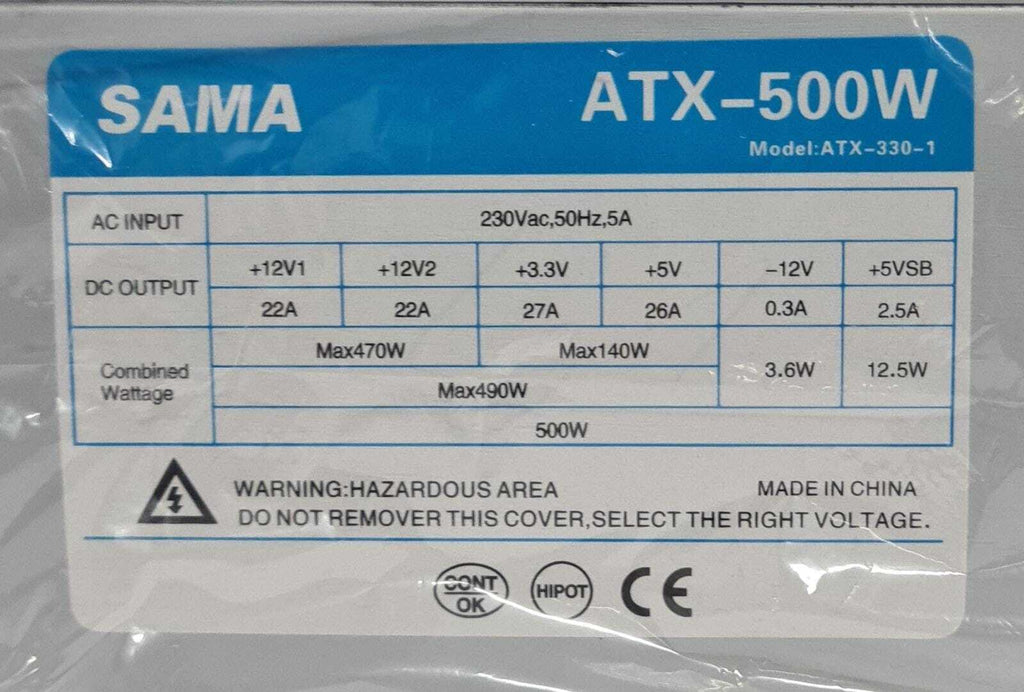 SAMA
ATX-500W
Model:ATX-330-1
AC INPUT 230Vac,50Hz,5A
DC OUTPUT +12V1 +12V2 +3.3V +5V -12V +5VSB
22A 22A 27A 26A 0.3A 2.5A
Combined Wattage Max470W Max140W 3.6W 12.5W
Max490W
500W
WARNING:HAZARDOUS AREA MADE IN CHINA
DO NOT REMOVER THIS COVER,SELECT THE RIGHT VOLTAGE.
CONT OK HIPOT CE